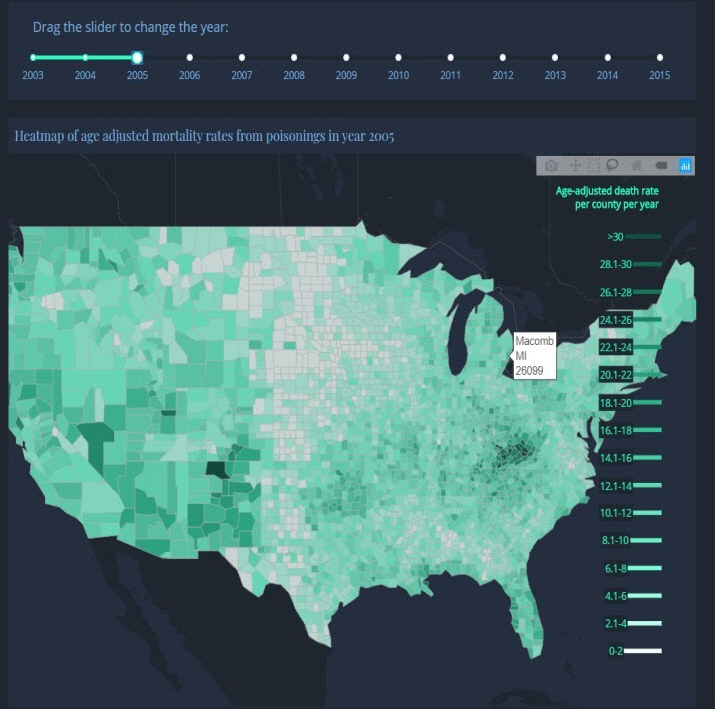 Drag the slider to change the year:
2003 2004 2005 2006 2007 2008 2009 2010 2011 2012 2013 2014 2015
Heatmap of age adjusted mortality rates from poisonings in year 2005
Age-adjusted death rate
per county per year
>30
28.1-30
26.1-28
24.1-26
22.1-24
20.1-22
18.1-20
16.1-18
14.1-16
12.1-14
10.1-12
8.1-10
6.1-8
4.1-6
2.1-4
0-2
Macomb
MI
26099